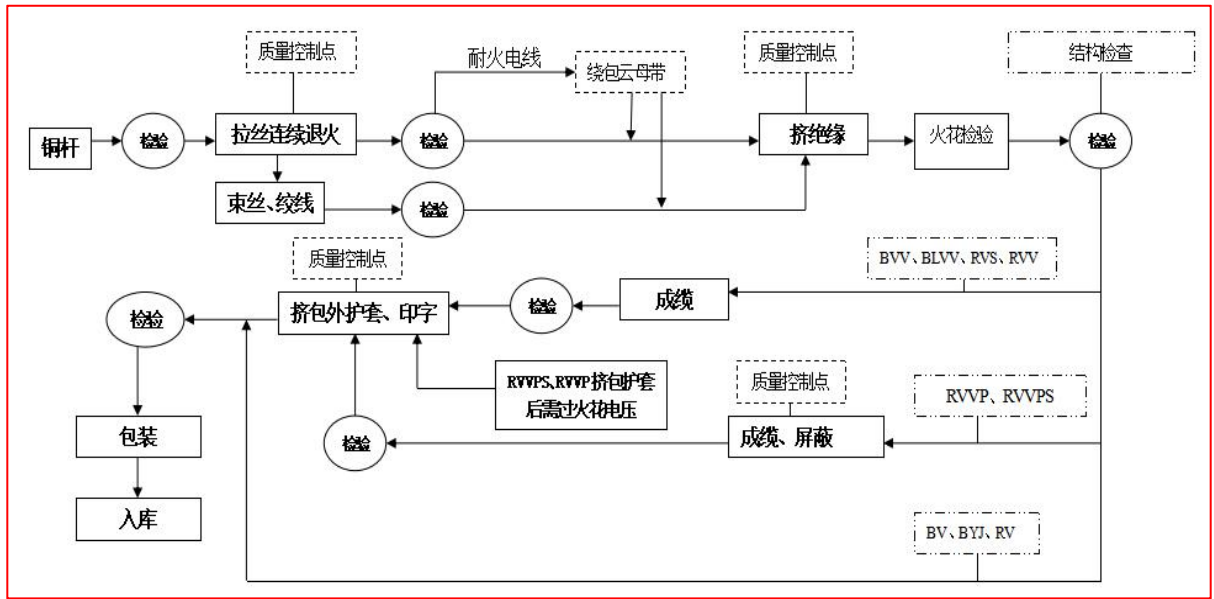 质量控制点
耐火电线
绕包云母带
质量控制点
结构检查
铜杆
检验
拉丝连续退火
检验
挤绝缘
火花检验
检验
束丝、绞线
检验
质量控制点
BVV、BLVV、RVS、RVV
检验
挤包外护套、印字
检验
成缆
RVVPS、RVVP挤包护套
后需过火花电压
质量控制点
RVVP、RVVPS
包装
检验
成缆、屏蔽
入库
BV、BYJ、RV